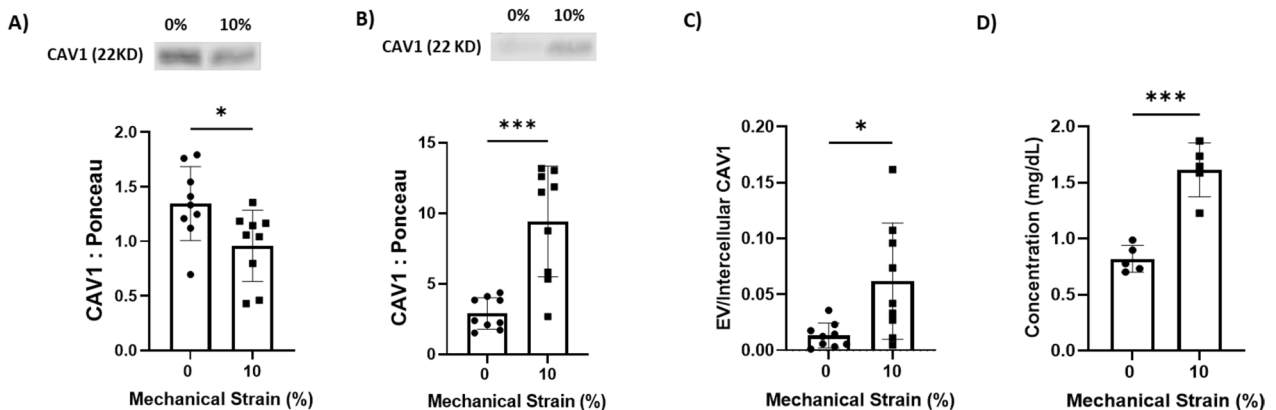 A)
0% 10%
CAV1 (22KD)
*
CAV1 : Ponceau
2.0
1.5
1.0
0.5
0.0
0 10
Mechanical Strain (%)
B)
0% 10%
CAV1 (22 KD)
***
CAV1 : Ponceau
15
10
5
0
0 10
Mechanical Strain (%)
C)
*
EV/Intercellular CAV1
0.20
0.15
0.10
0.05
0.00
0 10
Mechanical Strain (%)
D)
***
Concentration (mg/dL)
2.0
1.5
1.0
0.5
0.0
0 10
Mechanical Strain (%)